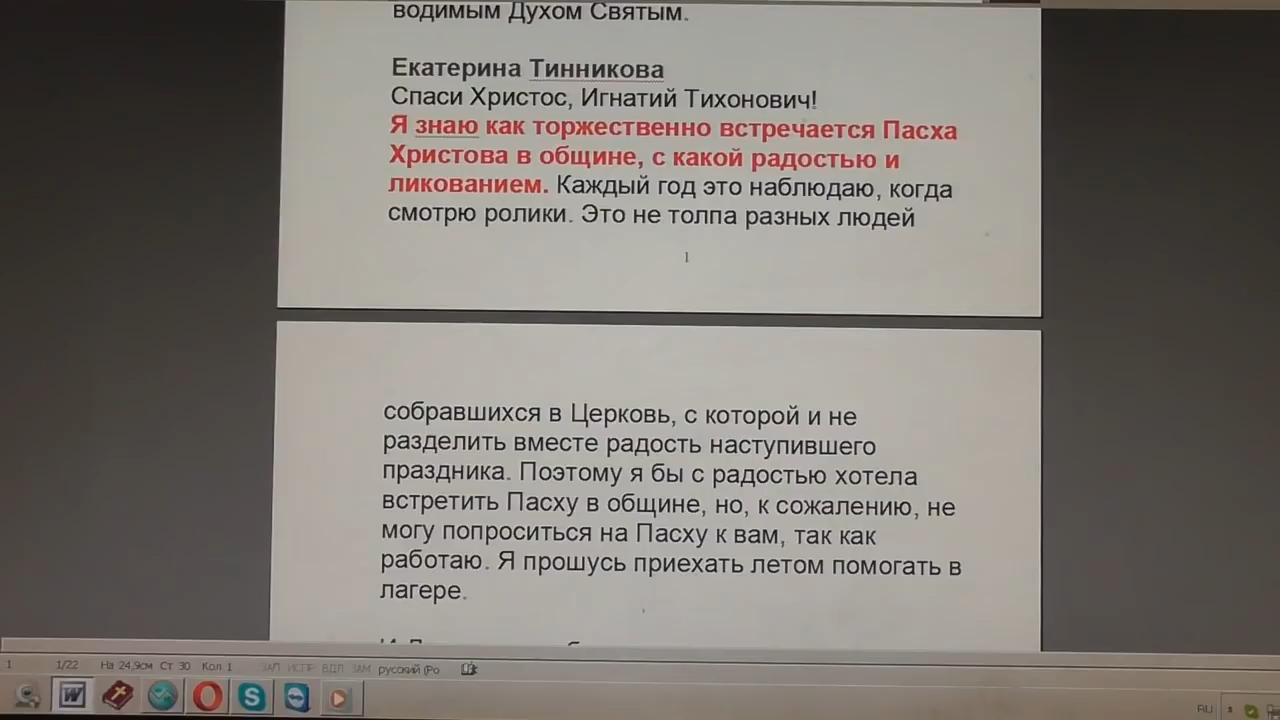 водимым Духом Святым.
Екатерина Тинникова
Спаси Христос, Игнатий Тихонович!
Я знаю как торжественно встречается Пасха
Христова в общине, с какой радостью и
ликованием. Каждый год это наблюдаю, когда
смотрю ролики. Это не толпа разных людей
1
собравшихся в Церковь, с которой и не
разделить вместе радость наступившего
праздника. Поэтому я бы с радостью хотела
встретить Пасху в общине, но, к сожалению, не
могу попроситься на Пасху к вам, так как
работаю. Я прошусь приехать летом помогать в
лагере.
1 1/22 На 24,9см Ст 30 Кол 1 ЗАП ИСПР ВДЛ ЗАМ русский (Ро
RU